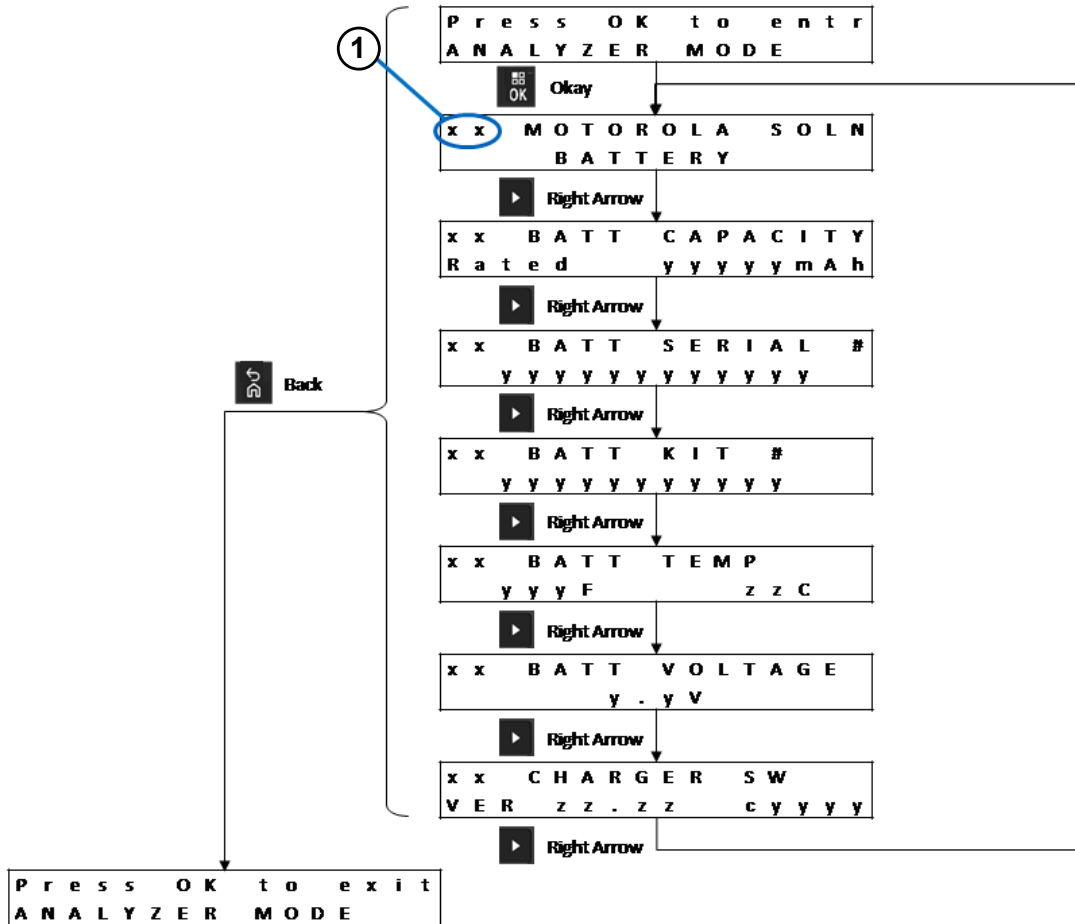 Press OK to entr
ANALYZER MODE
1
OK
Okay
xx MOTOROLA SOLN
BATTERY
Right Arrow
xx BATT CAPACITY
Rated yyyyymAh
Right Arrow
xx BATT SERIAL #
yyyyyyyyyyyy
Right Arrow
Back
xx BATT KIT #
yyyyyyyyyyy
Right Arrow
xx BATT TEMP
yyyF zzC
Right Arrow
xx BATT VOLTAGE
y.yV
Right Arrow
xx CHARGER SW
VER zz.zz cyyyy
Right Arrow
Press OK to exit
ANALYZER MODE